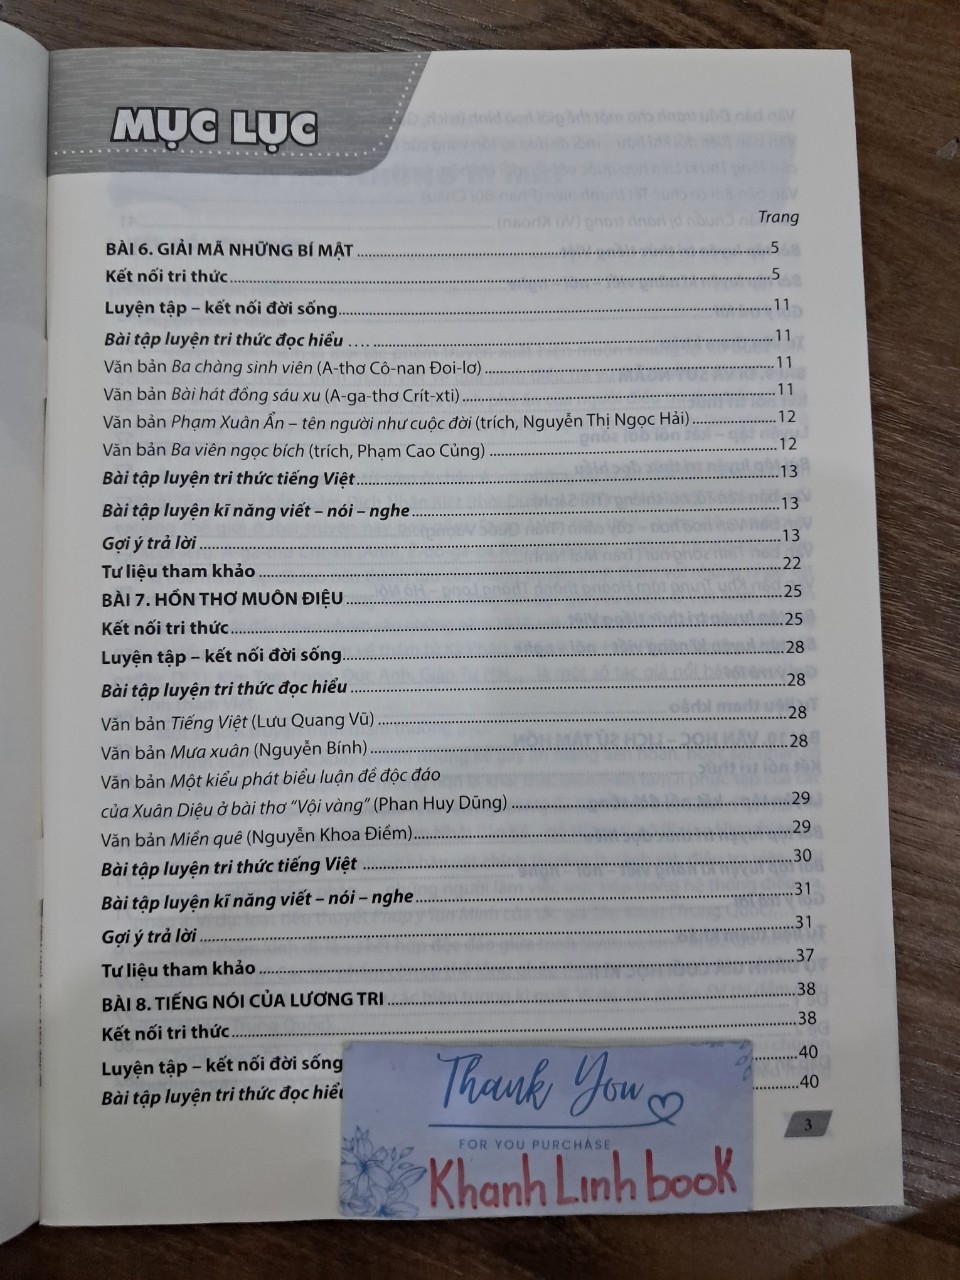 MỤC LỤC
Trang
BÀI 6. GIẢI MÃ NHỮNG BÍ MẬT ........ 5
Kết nối tri thức ........ 5
Luyện tập – kết nối đời sống ........ 11
Bài tập luyện tri thức đọc hiểu ........ 11
Văn bản Ba chàng sinh viên (A-thơ Cô-nan Đoi-lơ) ........ 11
Văn bản Bài hát đồng sáu xu (A-ga-thơ Crít-xti) ........ 11
Văn bản Phạm Xuân Ẩn – tên người như cuộc đời (trích, Nguyễn Thị Ngọc Hải) ........ 12
Văn bản Ba viên ngọc bích (trích, Phạm Cao Củng) ........ 12
Bài tập luyện tri thức tiếng Việt ........ 13
Bài tập luyện kĩ năng viết – nói – nghe ........ 13
Gợi ý trả lời ........ 13
Tư liệu tham khảo ........ 22
BÀI 7. HỒN THƠ MUÔN ĐIỆU ........ 25
Kết nối tri thức ........ 25
Luyện tập – kết nối đời sống ........ 28
Bài tập luyện tri thức đọc hiểu ........ 28
Văn bản Tiếng Việt (Lưu Quang Vũ) ........ 28
Văn bản Mưa xuân (Nguyễn Bính) ........ 28
Văn bản Một kiểu phát biểu luận đề độc đáo
của Xuân Diệu ở bài thơ “Vội vàng” (Phan Huy Dũng) ........ 29
Văn bản Miền quê (Nguyễn Khoa Điềm) ........ 29
Bài tập luyện tri thức tiếng Việt ........ 30
Bài tập luyện kĩ năng viết – nói – nghe ........ 31
Gợi ý trả lời ........ 31
Tư liệu tham khảo ........ 37
BÀI 8. TIẾNG NÓI CỦA LƯƠNG TRI ........ 38
Kết nối tri thức ........ 38
Luyện tập – kết nối đời sống ........ 40
Bài tập luyện tri thức đọc hiểu ........ 40
3
Thank You
FOR YOU PURCHASE
Khanh Linh book